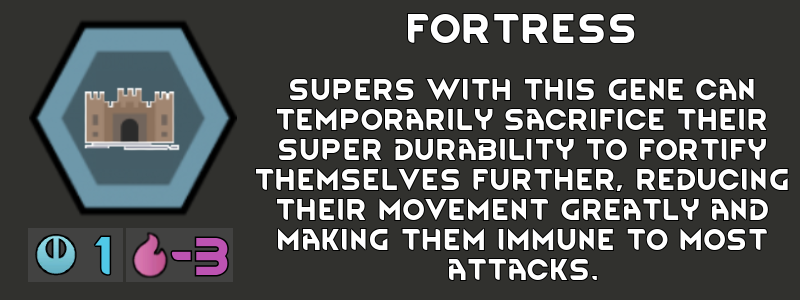 FORTRESS
SUPERS WITH THIS GENE CAN
TEMPORARILY SACRIFICE THEIR
SUPER DURABILITY TO FORTIFY
THEMSELVES FURTHER, REDUCING
THEIR MOVEMENT GREATLY AND
MAKING THEM IMMUNE TO MOST
ATTACKS.
1 -3